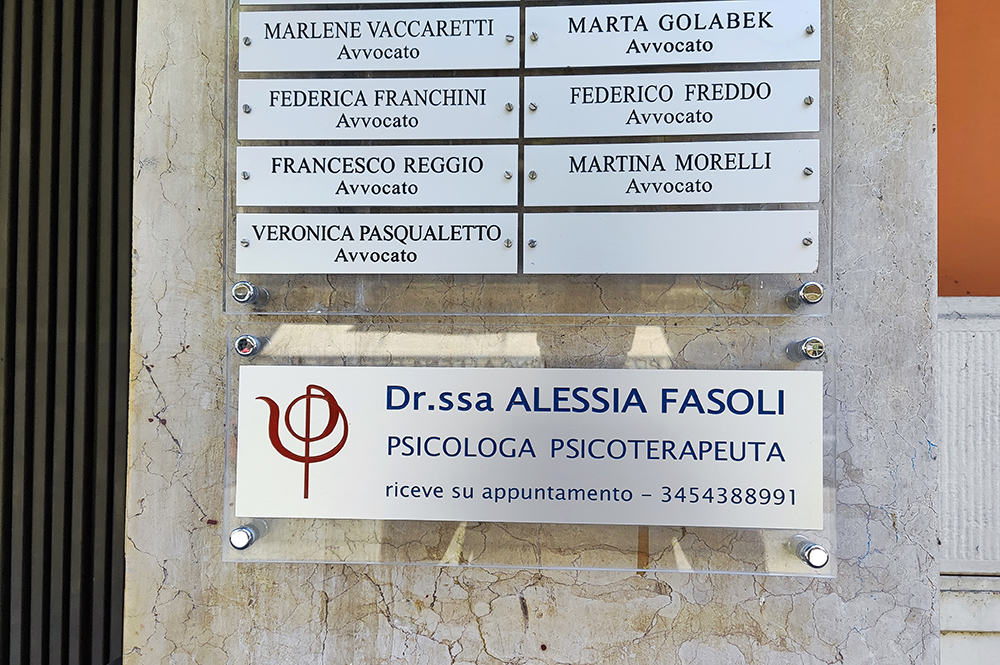 MARLENE VACCARETTI
Avvocato
MARTA GOLABEK
Avvocato
FEDERICA FRANCHINI
Avvocato
FEDERICO FREDDO
Avvocato
FRANCESCO REGGIO
Avvocato
MARTINA MORELLI
Avvocato
VERONICA PASQUALETTO
Avvocato
Dr.ssa ALESSIA FASOLI
PSICOLOGA PSICOTERAPEUTA
riceve su appuntamento – 3454388991